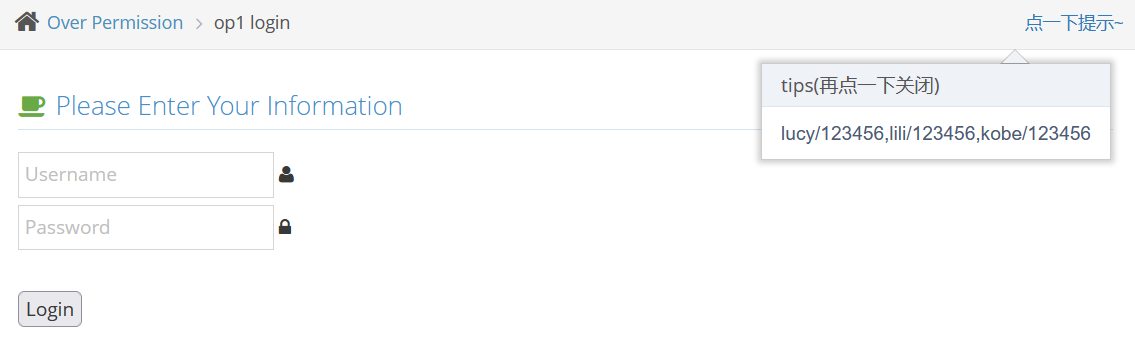 Over Permission > op1 login 点一下提示~
tips(再点一下关闭)
lucy/123456,lili/123456,kobe/123456
Please Enter Your Information
Username
Password
Login